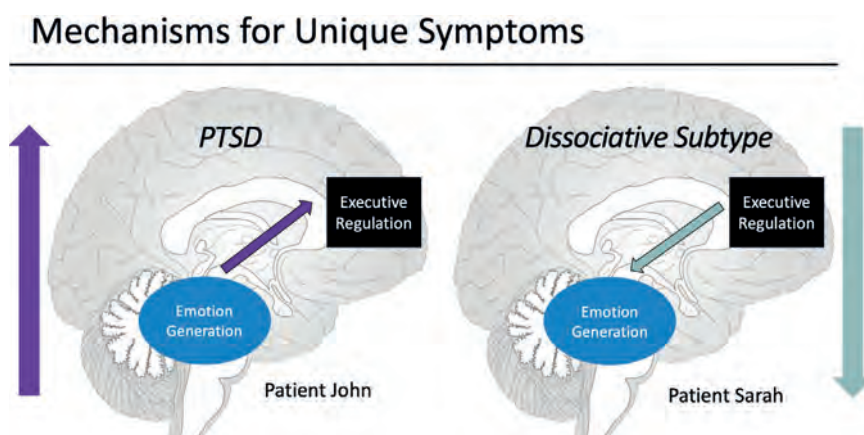 Mechanisms for Unique Symptoms
PTSD
Executive
Regulation
Emotion
Generation
Patient John
Dissociative Subtype
Executive
Regulation
Emotion
Generation
Patient Sarah